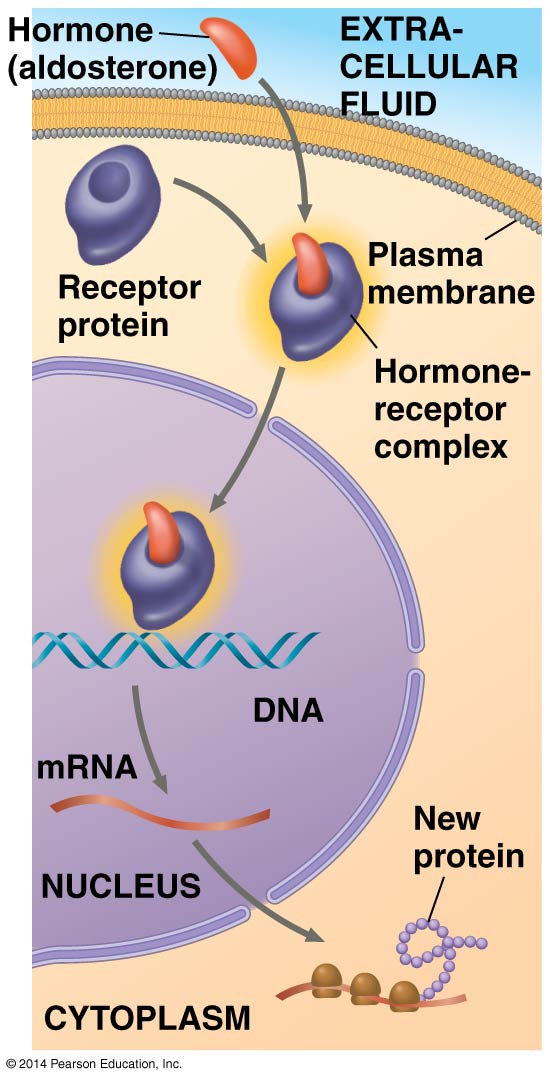 Hormone
(aldosterone)
EXTRA-
CELLULAR
FLUID
Receptor
protein
Plasma
membrane
Hormone-
receptor
complex
DNA
mRNA
NUCLEUS
New
protein
CYTOPLASM
© 2014 Pearson Education, Inc.